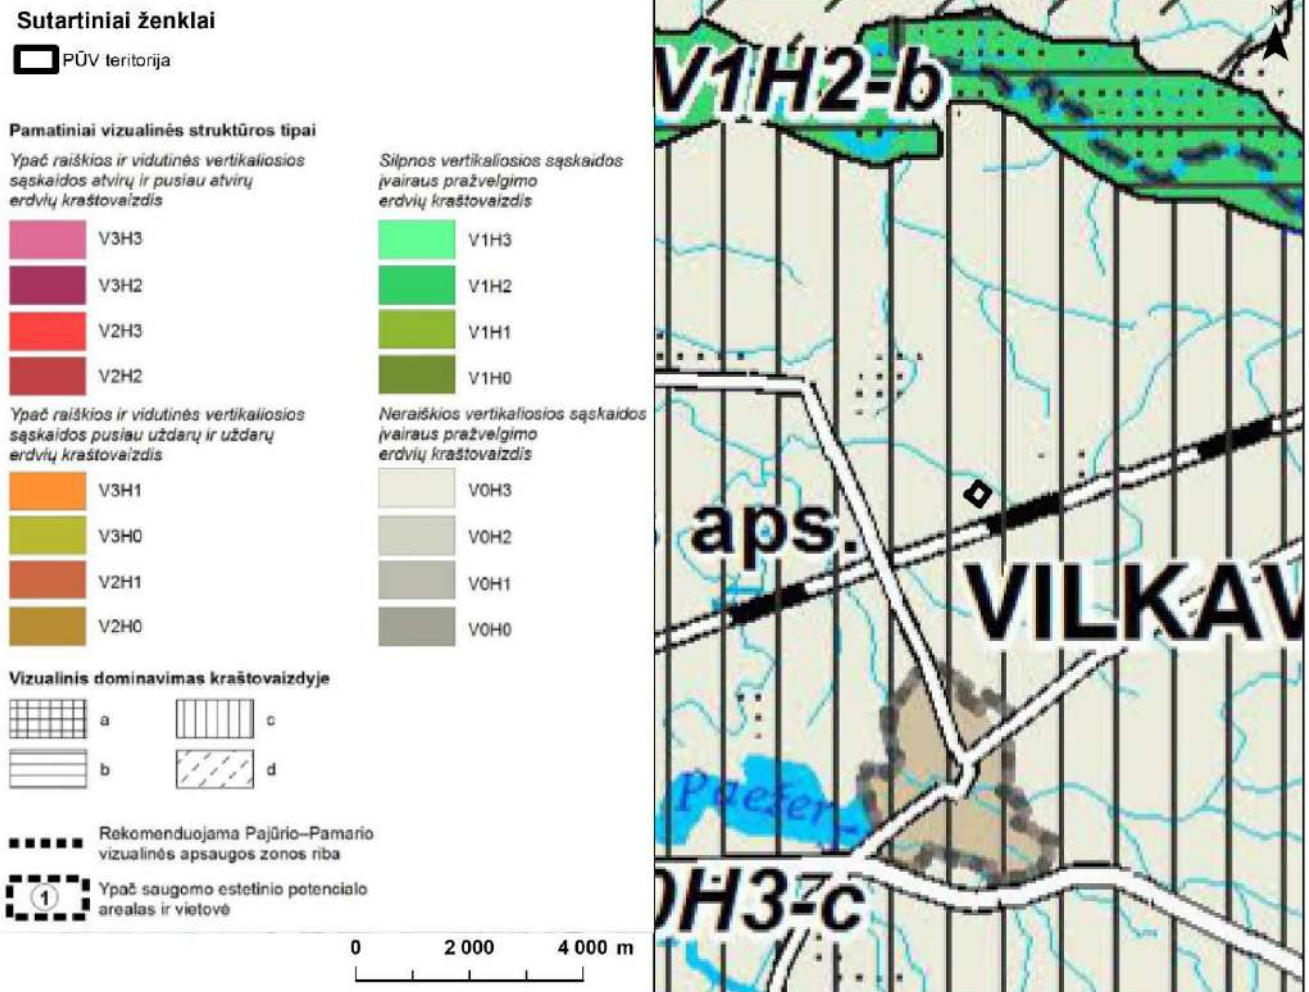 Sutartiniai ženklai
PŪV teritorija
Pamatiniai vizualinės struktūros tipai
Ypač raiškios ir vidutinės vertikaliosios
sąskaidos atvirų ir pusiau atvirų
erdvių kraštovaizdis
V3H3
V3H2
V2H3
V2H2
Ypač raiškios ir vidutinės vertikaliosios
sąskaidos pusiau uždarų ir uždarų
erdvių kraštovaizdis
V3H1
V3H0
V2H1
V2H0
Silpnos vertikaliosios sąskaidos
įvairaus pražvelgimo
erdvių kraštovaizdis
V1H3
V1H2
V1H1
V1H0
Neraiškios vertikaliosios sąskaidos
įvairaus pražvelgimo
erdvių kraštovaizdis
V0H3
V0H2
V0H1
V0H0
Vizualinis dominavimas kraštovaizdyje
a
c
b
d
Rekomenduojama Pajūrio–Pamario
vizualinės apsaugos zonos riba
1
Ypač saugomo estetinio potencialo
arealas ir vietovė
0 2 000 4 000 m
V1H2-b
N
aps.
VILKAV
Paežer-
0H3-c